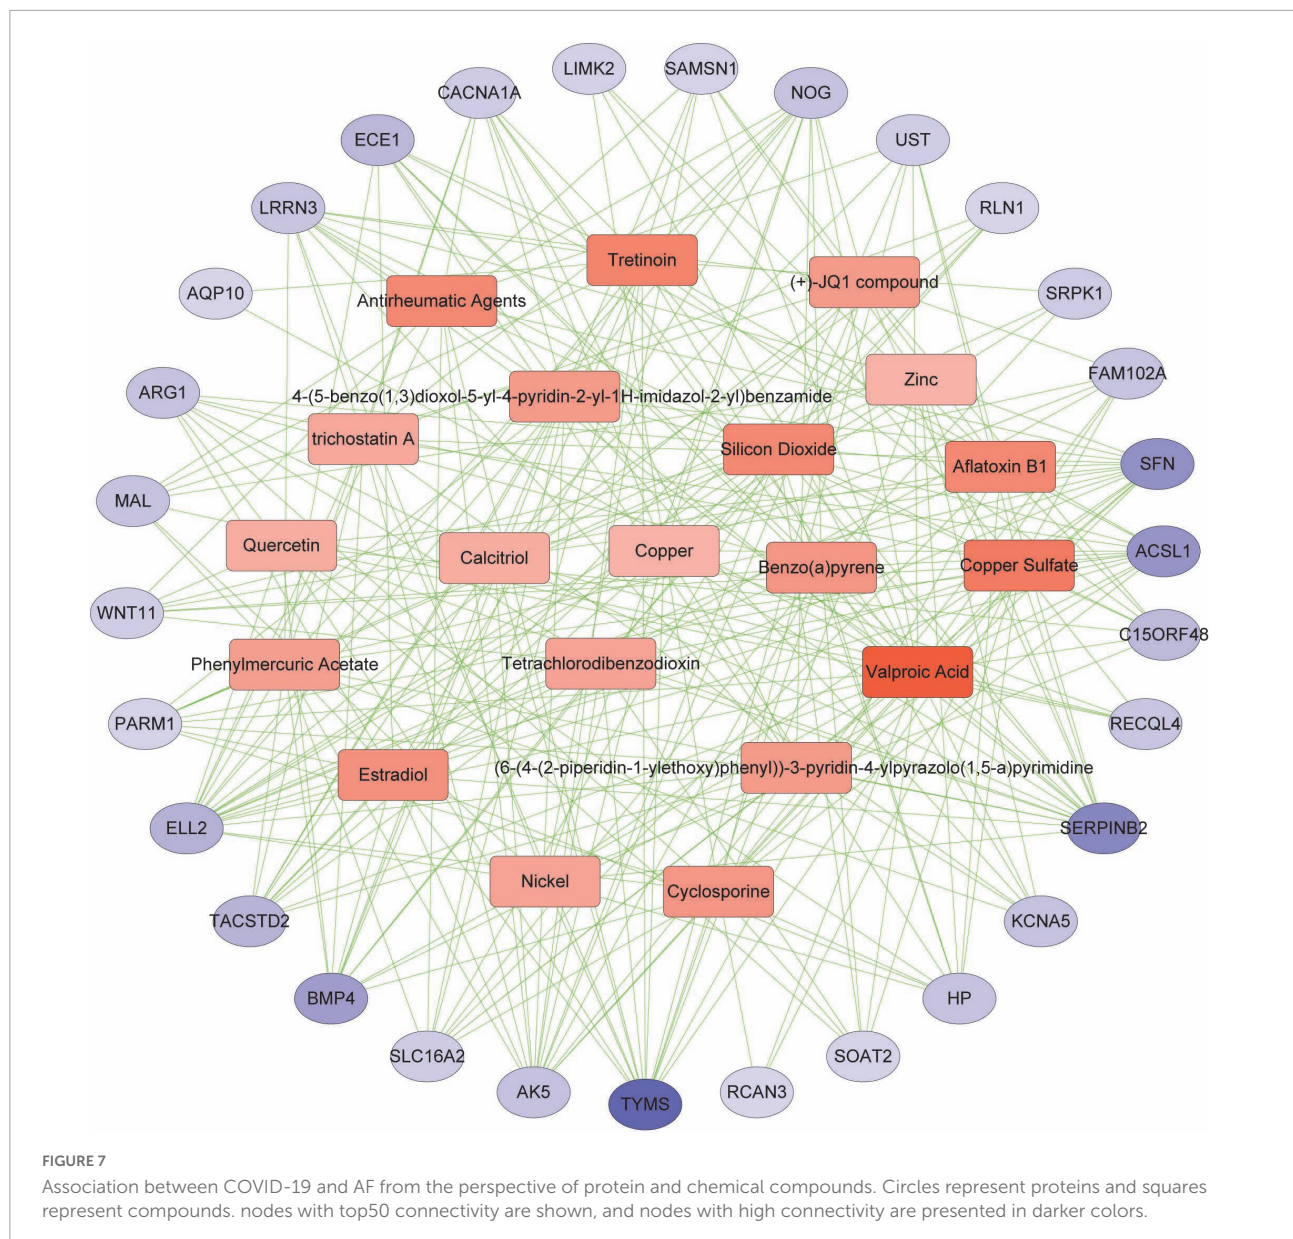 LIMK2
SAMSN1
CACNA1A
NOG
ECE1
UST
LRRN3
RLN1
Tretinoin
(+)-JQ1 compound
AQP10
Antirheumatic Agents
SRPK1
FAM102A
Zinc
ARG1
4-(5-benzo(1,3)dioxol-5-yl-4-pyridin-2-yl-1H-imidazol-2-yl)benzamide
trichostatin A
Silicon Dioxide
Aflatoxin B1
SFN
MAL
Quercetin
Calcitriol
Copper
Benzo(a)pyrene
Copper Sulfate
ACSL1
WNT11
C15ORF48
Phenylmercuric Acetate
Tetrachlorodibenzodioxin
Valproic Acid
PARM1
RECQL4
Estradiol
(6-(4-(2-piperidin-1-ylethoxy)phenyl))-3-pyridin-4-ylpyrazolo(1,5-a)pyrimidine
ELL2
SERPINB2
Nickel
Cyclosporine
TACSTD2
KCNA5
BMP4
HP
SLC16A2
SOAT2
AK5
TYMS
RCAN3
FIGURE 7
Association between COVID-19 and AF from the perspective of protein and chemical compounds. Circles represent proteins and squares
represent compounds. nodes with top50 connectivity are shown, and nodes with high connectivity are presented in darker colors.